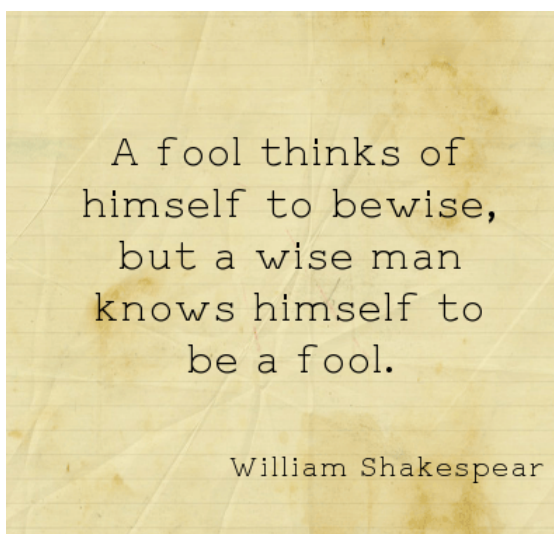 A fool thinks of
himself to bewise,
but a wise man
knows himself to
be a fool.
William Shakespear